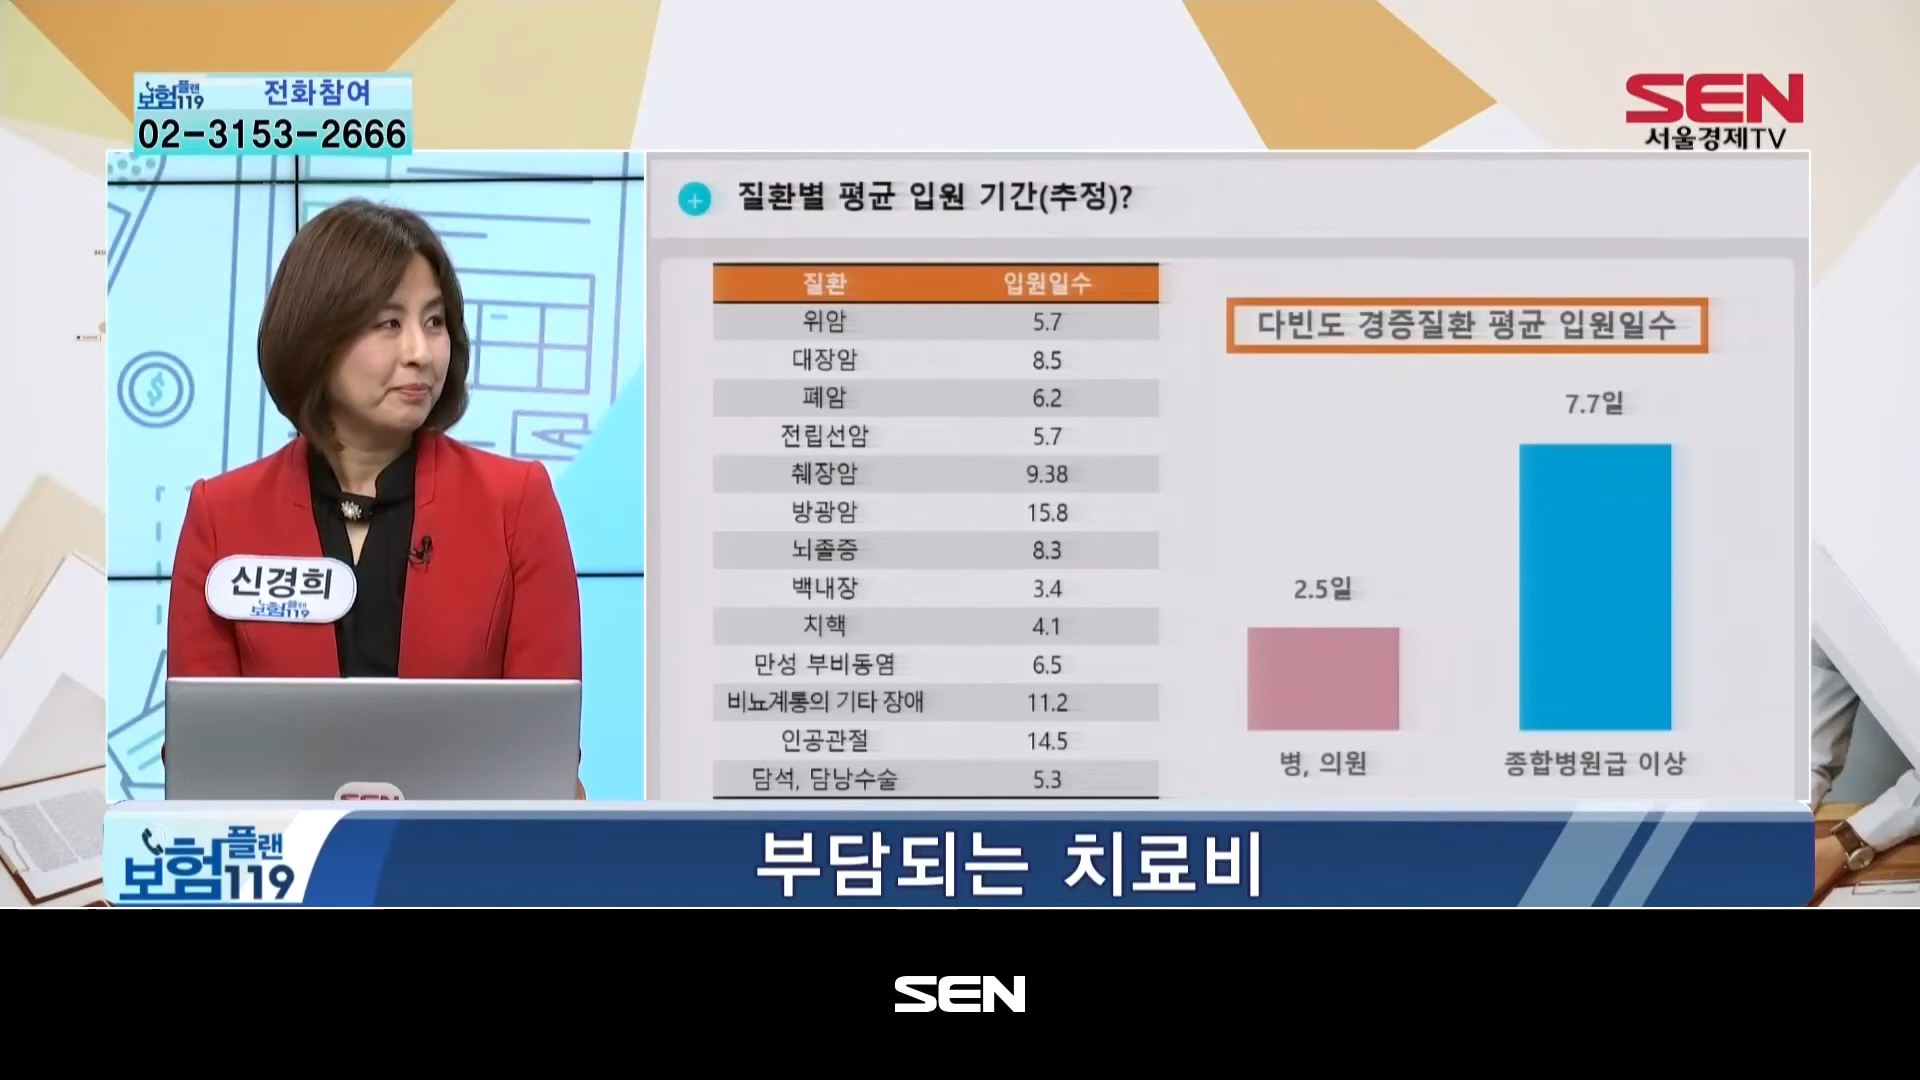 보험플랜119 전화참여
02-3153-2666
SEN
서울경제TV
질환별 평균 입원 기간(추정)?
질환 입원일수
위암 5.7
대장암 8.5
폐암 6.2
전립선암 5.7
췌장암 9.38
방광암 15.8
뇌졸증 8.3
백내장 3.4
치핵 4.1
만성 부비동염 6.5
비뇨계통의 기타 장애 11.2
인공관절 14.5
담석, 담낭수술 5.3
다빈도 경증질환 평균 입원일수
7.7일
2.5일
병, 의원
종합병원급 이상
신경희
보험플랜119
SEN
보험플랜119
부담되는 치료비
SEN